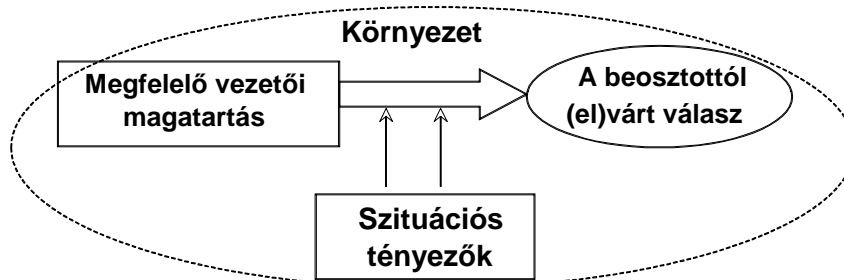 Környezet
Megfelelő vezetői
magatartás
A beosztottól
(el)várt válasz
Szituációs
tényezők